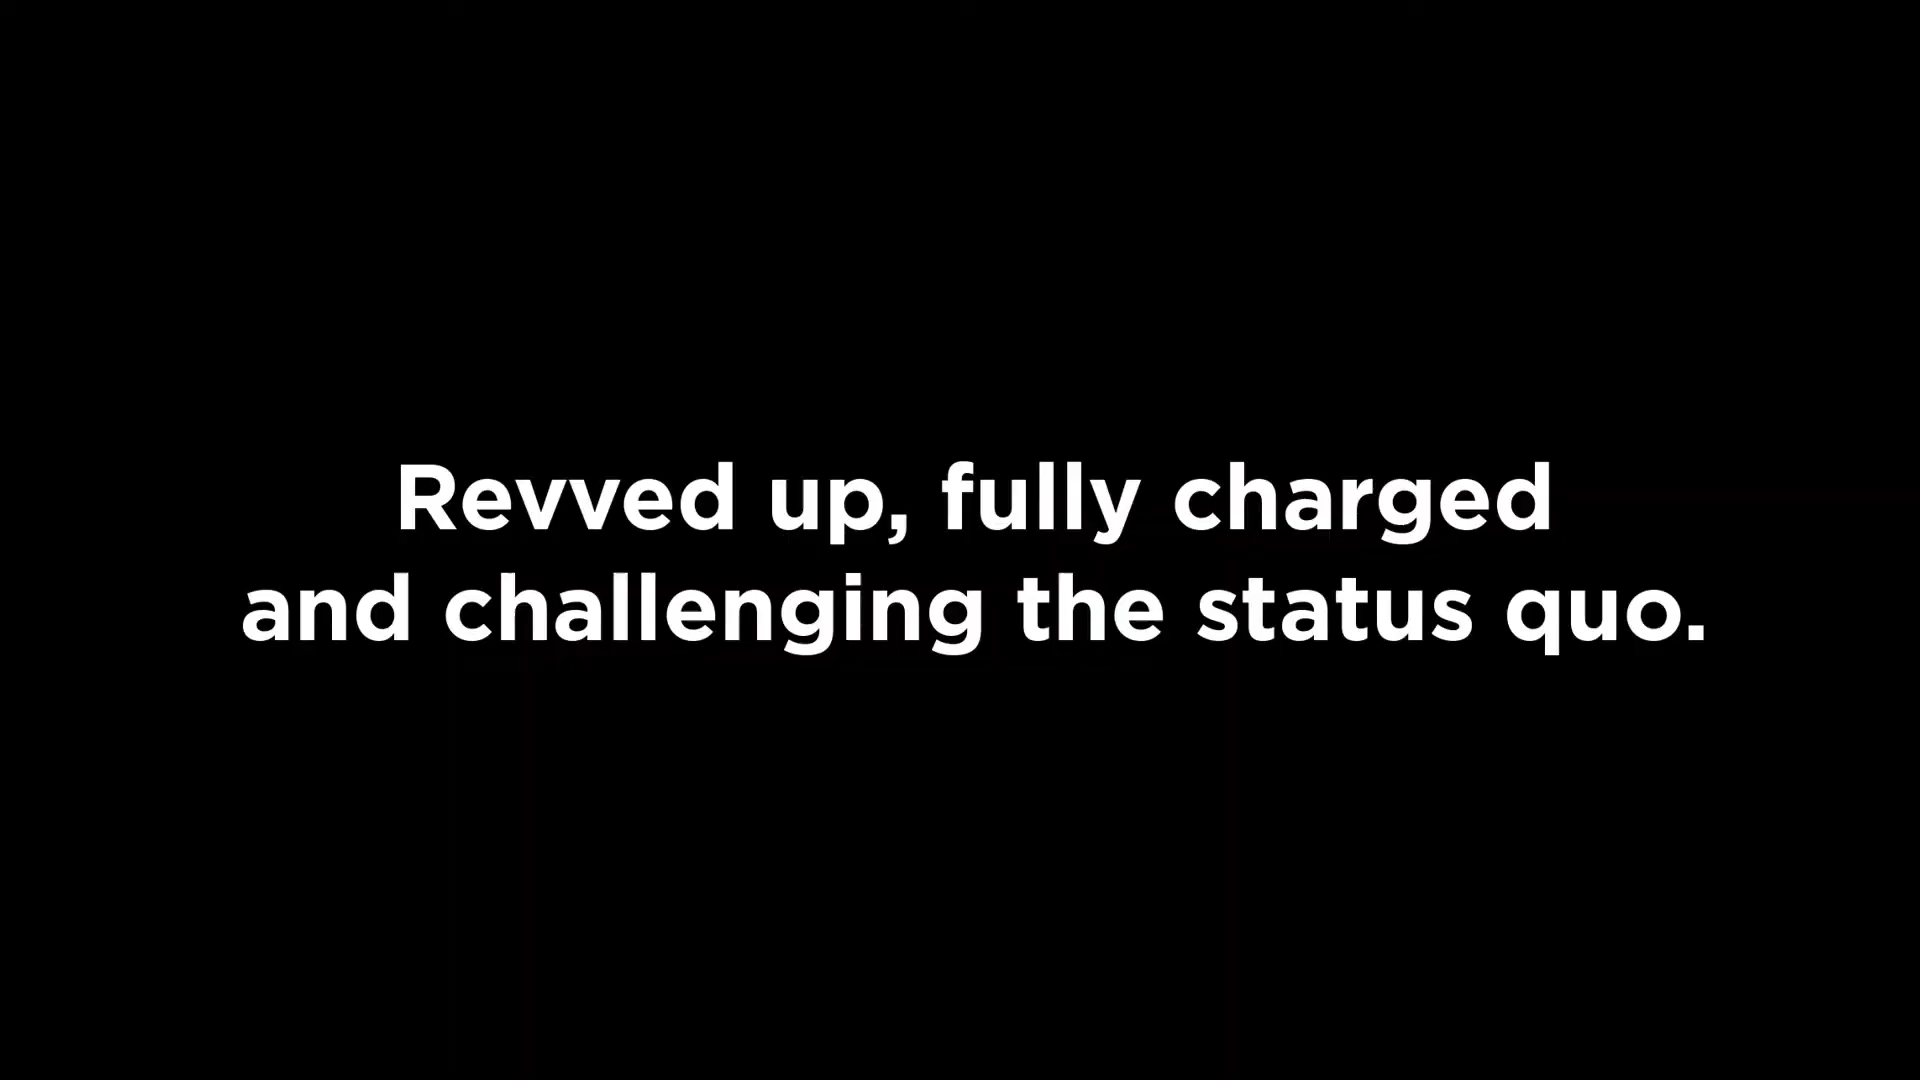 Revved up, fully charged
and challenging the status quo.